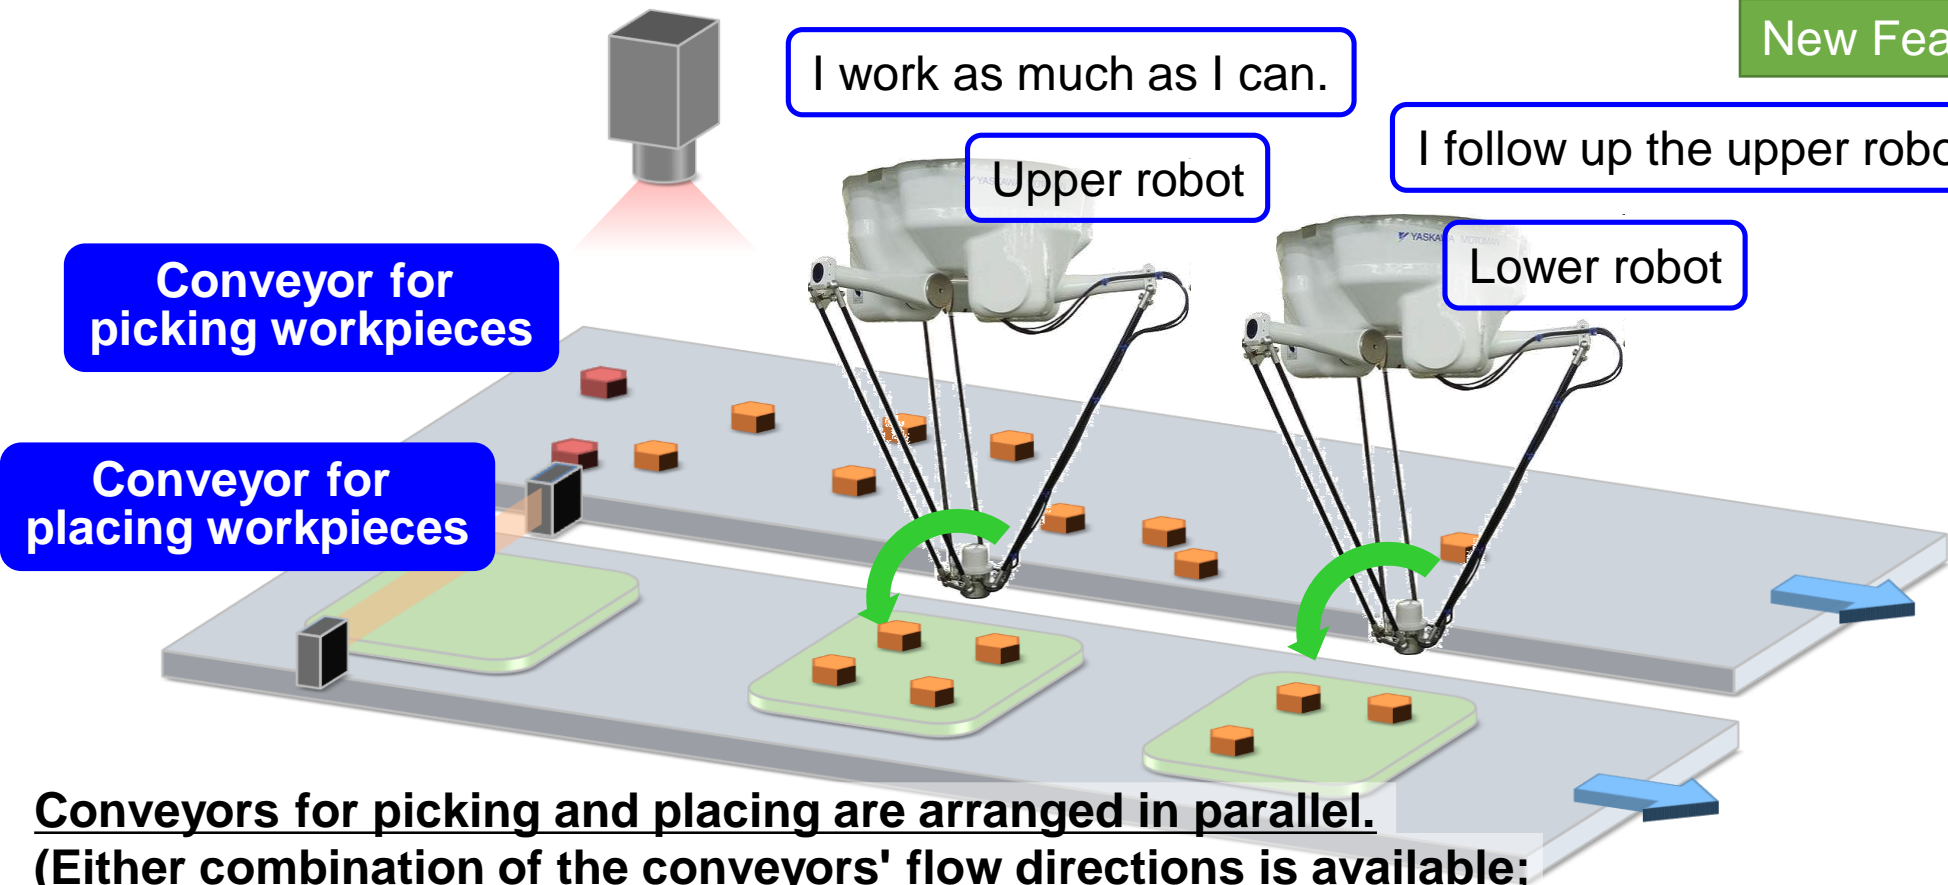 New Fea
I work as much as I can.
I follow up the upper robo
Upper robot
YASKAWA MOTOMAN
Lower robot
Conveyor for
picking workpieces
Conveyor for
placing workpieces
Conveyors for picking and placing are arranged in parallel.
(Either combination of the conveyors' flow directions is available;